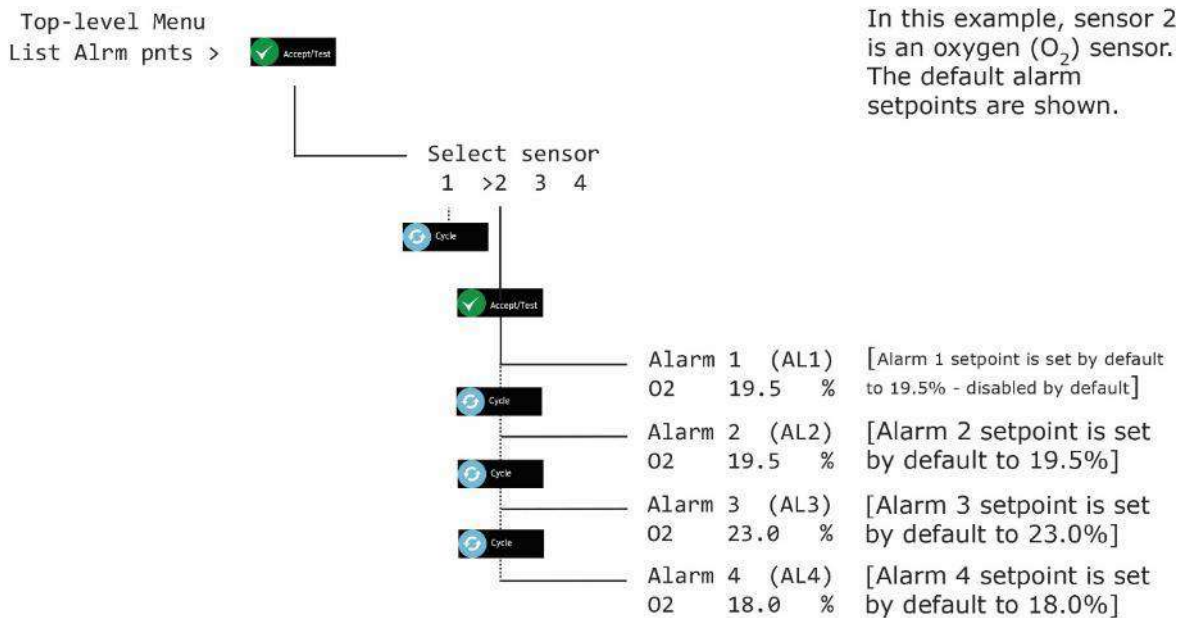 Top-level Menu
List Alrm pnts >
Accept/Test
In this example, sensor 2
is an oxygen (O₂) sensor.
The default alarm
setpoints are shown.
Select sensor
1 >2 3 4
Cycle
Accept/Test
Alarm 1 (AL1)
O2 19.5 %
[Alarm 1 setpoint is set by default
to 19.5% - disabled by default]
Cycle
Alarm 2 (AL2)
O2 19.5 %
[Alarm 2 setpoint is set
by default to 19.5%]
Cycle
Alarm 3 (AL3)
O2 23.0 %
[Alarm 3 setpoint is set
by default to 23.0%]
Cycle
Alarm 4 (AL4)
O2 18.0 %
[Alarm 4 setpoint is set
by default to 18.0%]